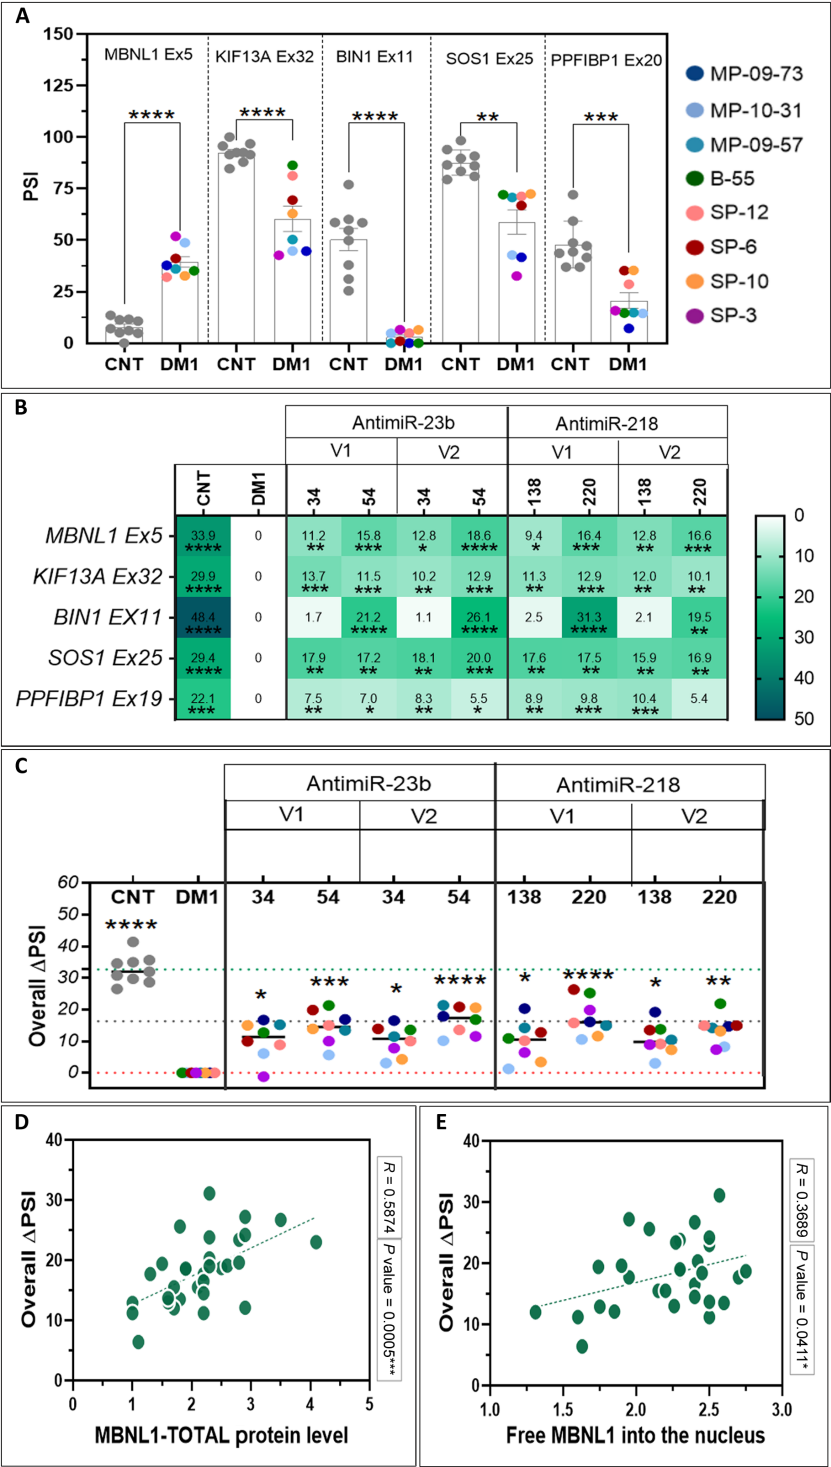 A
150
125
100
75
50
25
0
PSI
MBNL1 Ex5
KIF13A Ex32
BIN1 Ex11
SOS1 Ex25
PPFIBP1 Ex20
**** **** **** ** ***
CNT DM1 CNT DM1 CNT DM1 CNT DM1 CNT DM1
MP-09-73
MP-10-31
MP-09-57
B-55
SP-12
SP-6
SP-10
SP-3
B
AntimiR-23b AntimiR-218
V1 V2 V1 V2
CNT DM1 34 54 34 54 138 220 138 220
MBNL1 Ex5 33.9 0 11.2 15.8 12.8 18.6 9.4 16.4 12.8 16.6
**** ** *** * **** * *** ** ***
KIF13A Ex32 29.9 0 13.7 11.5 10.2 12.9 11.3 12.9 12.0 10.1
**** *** *** ** *** ** *** ** **
BIN1 EX11 48.4 0 1.7 21.2 1.1 26.1 2.5 31.3 2.1 19.5
**** **** **** **** **
SOS1 Ex25 29.4 0 17.9 17.2 18.1 20.0 17.6 17.5 15.9 16.9
**** ** ** ** *** ** ** ** **
PPFIBP1 Ex19 22.1 0 7.5 7.0 8.3 5.5 8.9 9.8 10.4 5.4
*** ** * ** * ** *** ***
0
10
20
30
40
50
C
AntimiR-23b AntimiR-218
V1 V2 V1 V2
60
50
40
30
20
10
0
Overall ΔPSI
CNT DM1 34 54 34 54 138 220 138 220
**** * *** * **** * **** * **
D
40
30
20
10
0
Overall ΔPSI
0 1 2 3 4 5
MBNL1-TOTAL protein level
R = 0.5874
P value = 0.0005***
E
40
30
20
10
0
Overall ΔPSI
1.0 1.5 2.0 2.5 3.0
Free MBNL1 into the nucleus
R = 0.3689
P value = 0.0411*